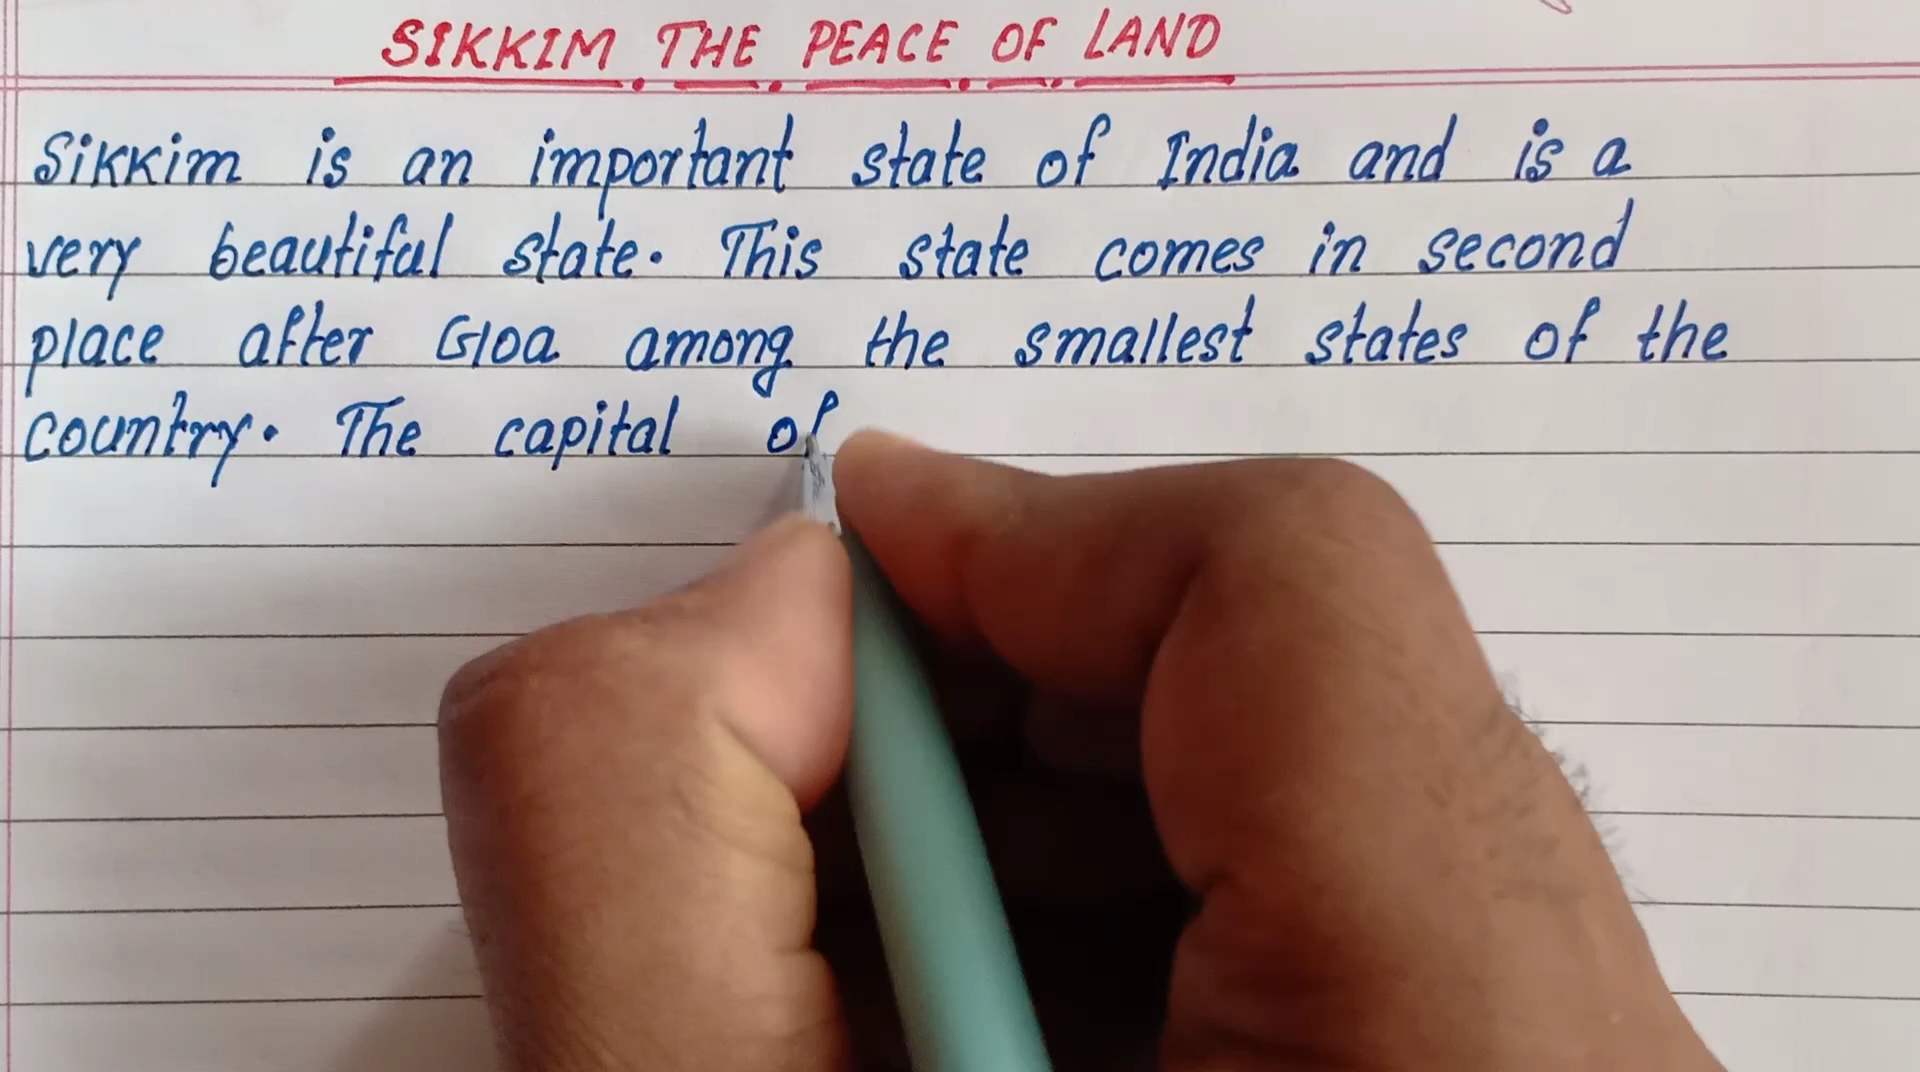 SIKKIM THE PEACE OF LAND
Sikkim is an important state of India and is a
very beautiful state. This state comes in second
place after Goa among the smallest states of the
country. The capital of